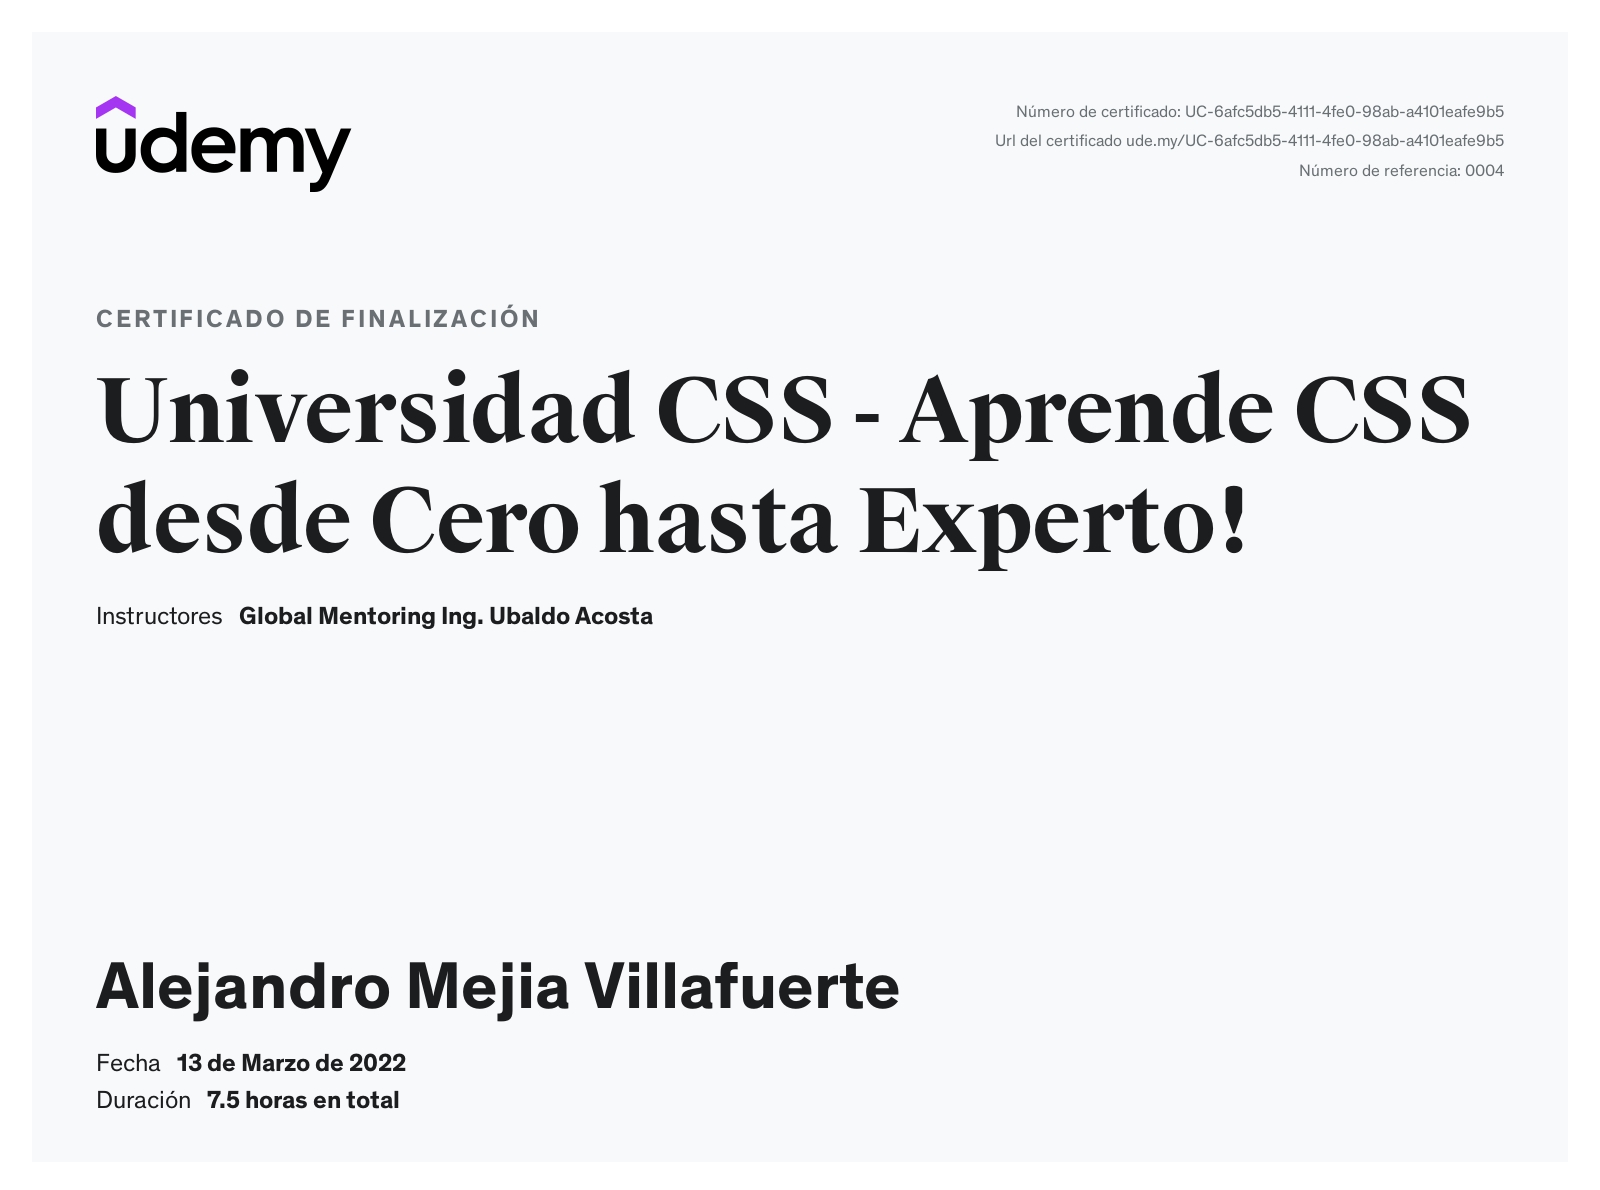 udemy
Número de certificado: UC-6afc5db5-4111-4fe0-98ab-a4101eafe9b5
Url del certificado ude.my/UC-6afc5db5-4111-4fe0-98ab-a4101eafe9b5
Número de referencia: 0004
CERTIFICADO DE FINALIZACIÓN
Universidad CSS - Aprende CSS
desde Cero hasta Experto!
Instructores Global Mentoring Ing. Ubaldo Acosta
Alejandro Mejia Villafuerte
Fecha 13 de Marzo de 2022
Duración 7.5 horas en total